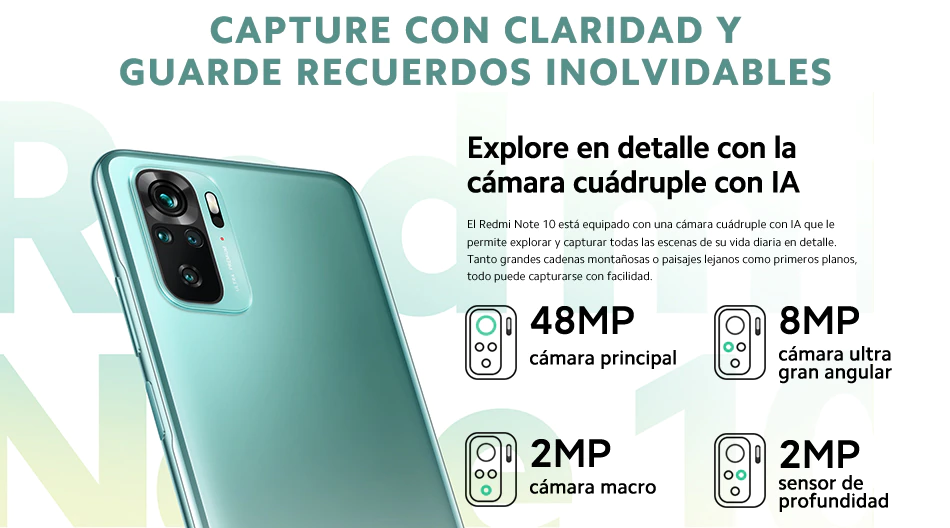 CAPTURE CON CLARIDAD Y
GUARDE RECUERDOS INOLVIDABLES
Redmi
Note 10
Explore en detalle con la
cámara cuádruple con IA
El Redmi Note 10 está equipado con una cámara cuádruple con IA que le
permite explorar y capturar todas las escenas de su vida diaria en detalle.
Tanto grandes cadenas montañosas o paisajes lejanos como primeros planos,
todo puede capturarse con facilidad.
48MP
cámara principal
8MP
cámara ultra
gran angular
2MP
cámara macro
2MP
sensor de
profundidad